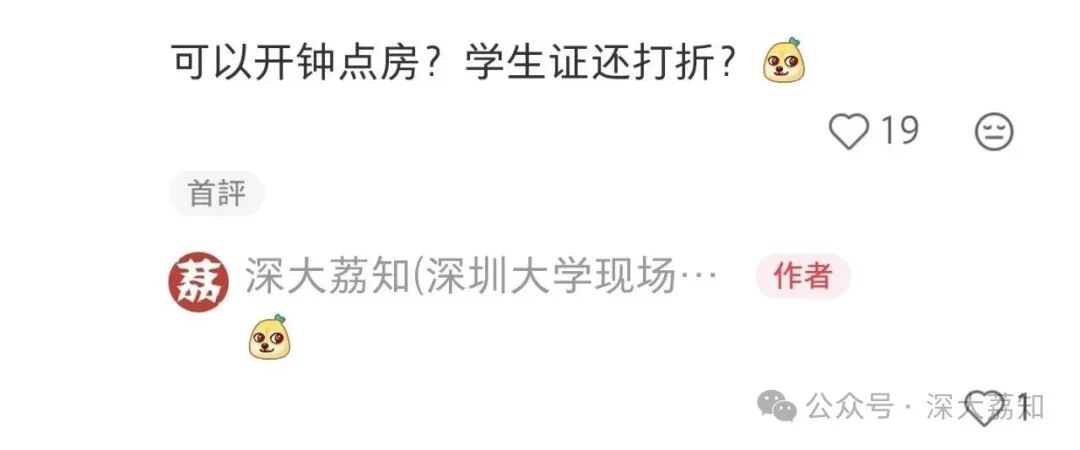 可以开钟点房？学生证还打折？
19
首評
荔
深大荔知(深圳大学现场…
作者
1
公众号 · 深大荔知